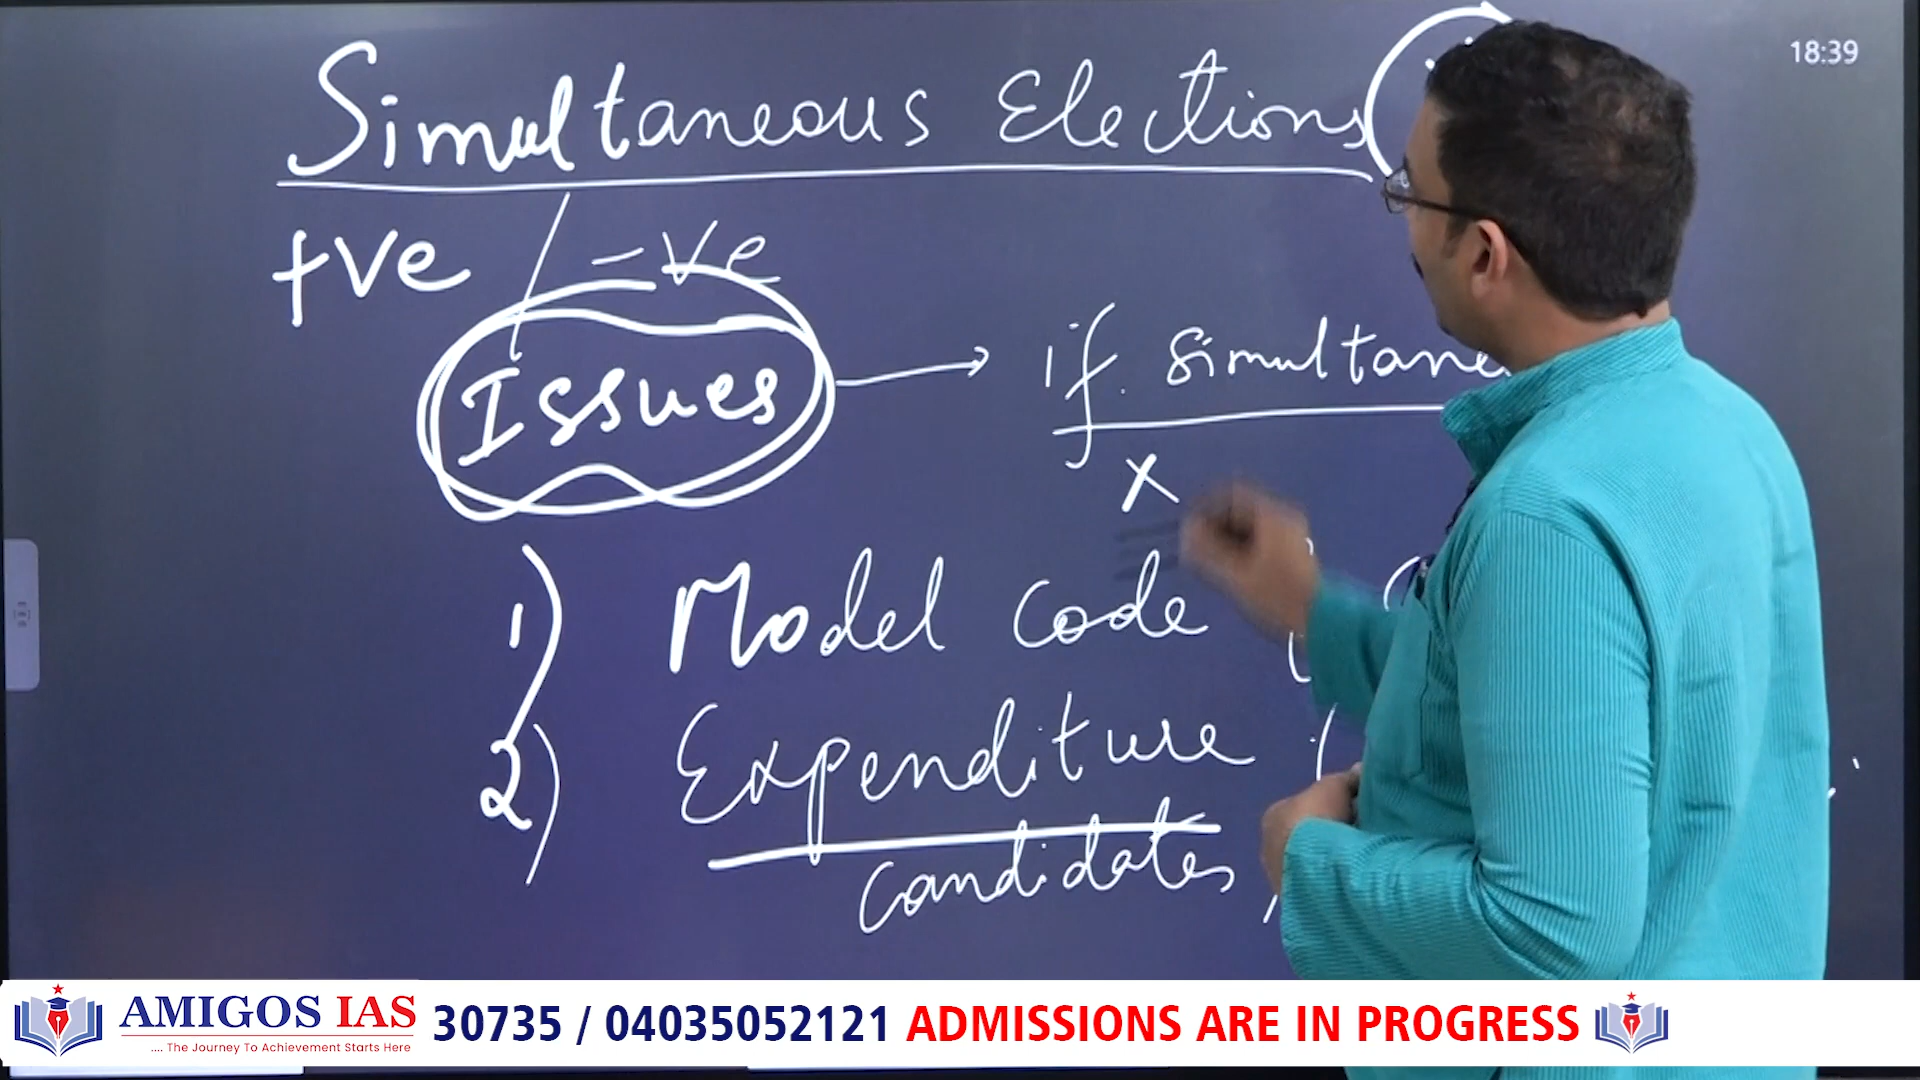 18:39
Simultaneous Elections
+ve / -ve
Issues → if simultane
x
1) Model code (
2) Expenditure (
candidates,
AMIGOS IAS 30735 / 04035052121 ADMISSIONS ARE IN PROGRESS
.... The Journey To Achievement Starts Here